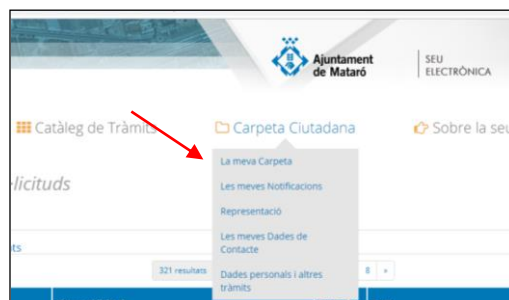 Ajuntament
de Mataró
SEU
ELECTRÒNICA
Catàleg de Tràmits
Carpeta Ciutadana
Sobre la seu
La meva Carpeta
·licituds
Les meves Notificacions
Representació
Les meves Dades de
Contacte
ts
321 resultats
8 »
Dades personals i altres
tràmits